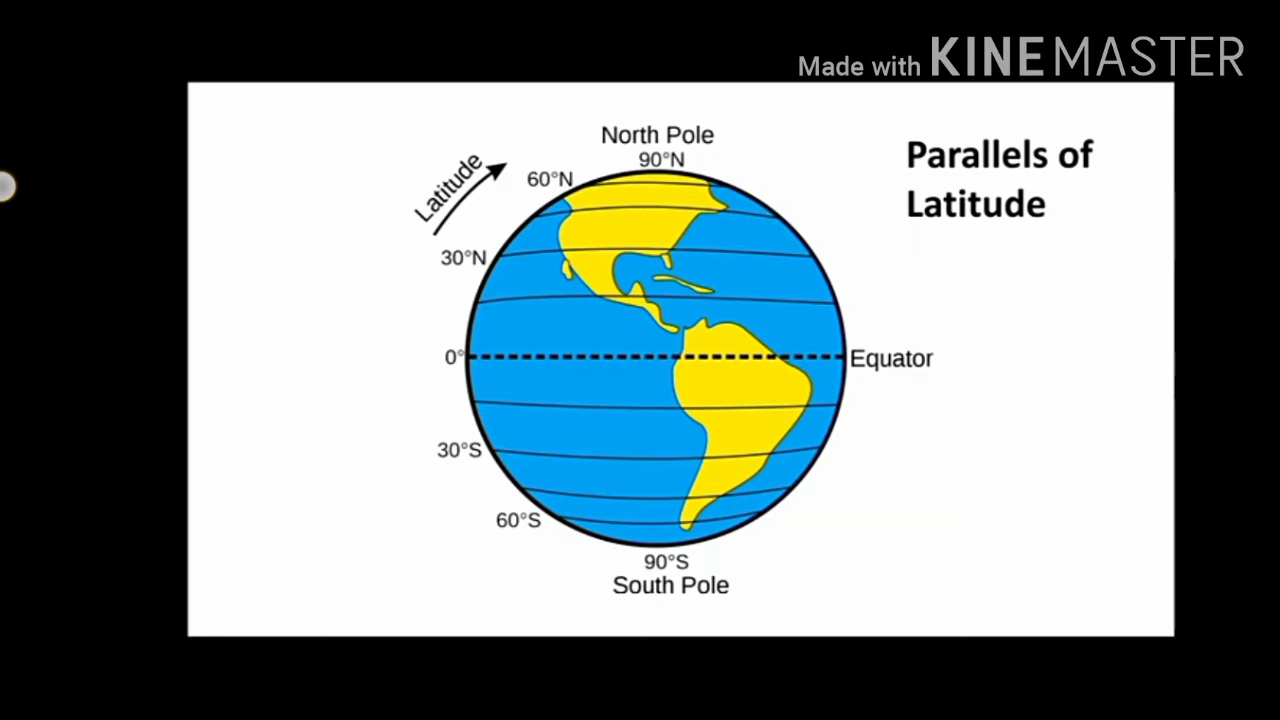 Made with KINEMASTER
North Pole
90°N
Parallels of
Latitude
Latitude
60°N
30°N
0°
Equator
30°S
60°S
90°S
South Pole